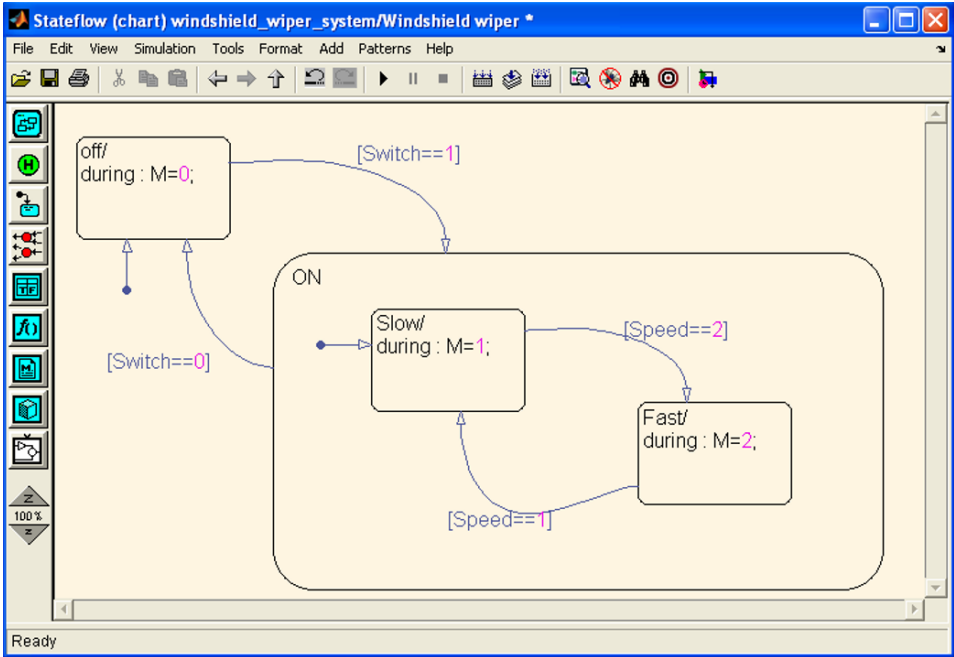 Stateflow (chart) windshield_wiper_system/Windshield wiper *
File Edit View Simulation Tools Format Add Patterns Help
off/
during : M=0;
[Switch==1]
ON
Slow/
during : M=1;
[Speed==2]
[Switch==0]
Fast/
during : M=2;
[Speed==1]
H
TF
f()
M
Z
100 %
Z
Ready